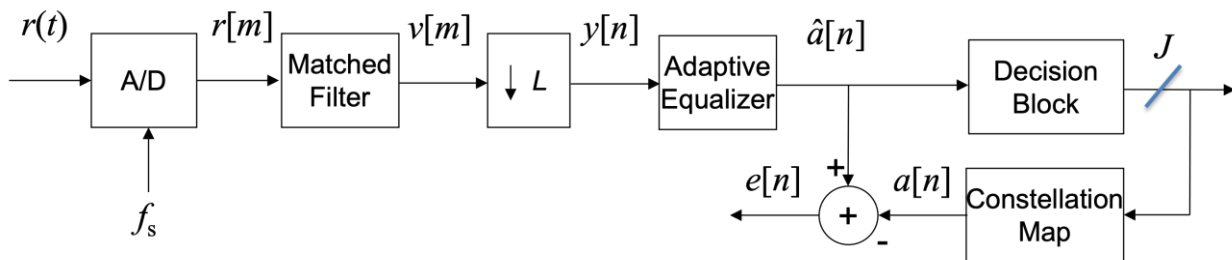 r(t)
r[m]
v[m]
y[n]
â[n]
J
A/D
Matched
Filter
↓ L
Adaptive
Equalizer
Decision
Block
fs
e[n]
+
+
-
a[n]
Constellation
Map